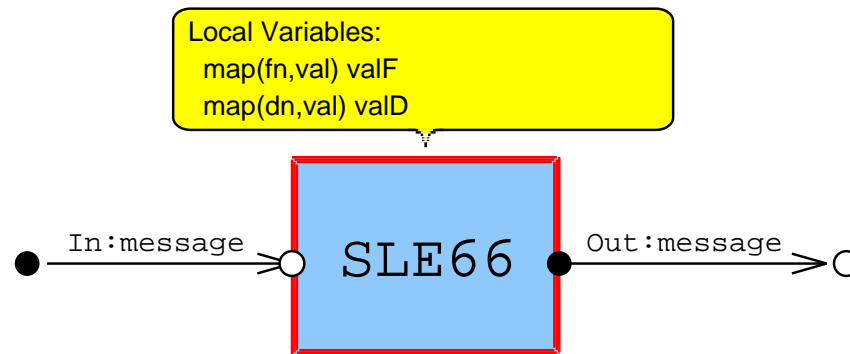 Local Variables:
map(fn,val) valF
map(dn,val) valD
In:message
SLE66
Out:message